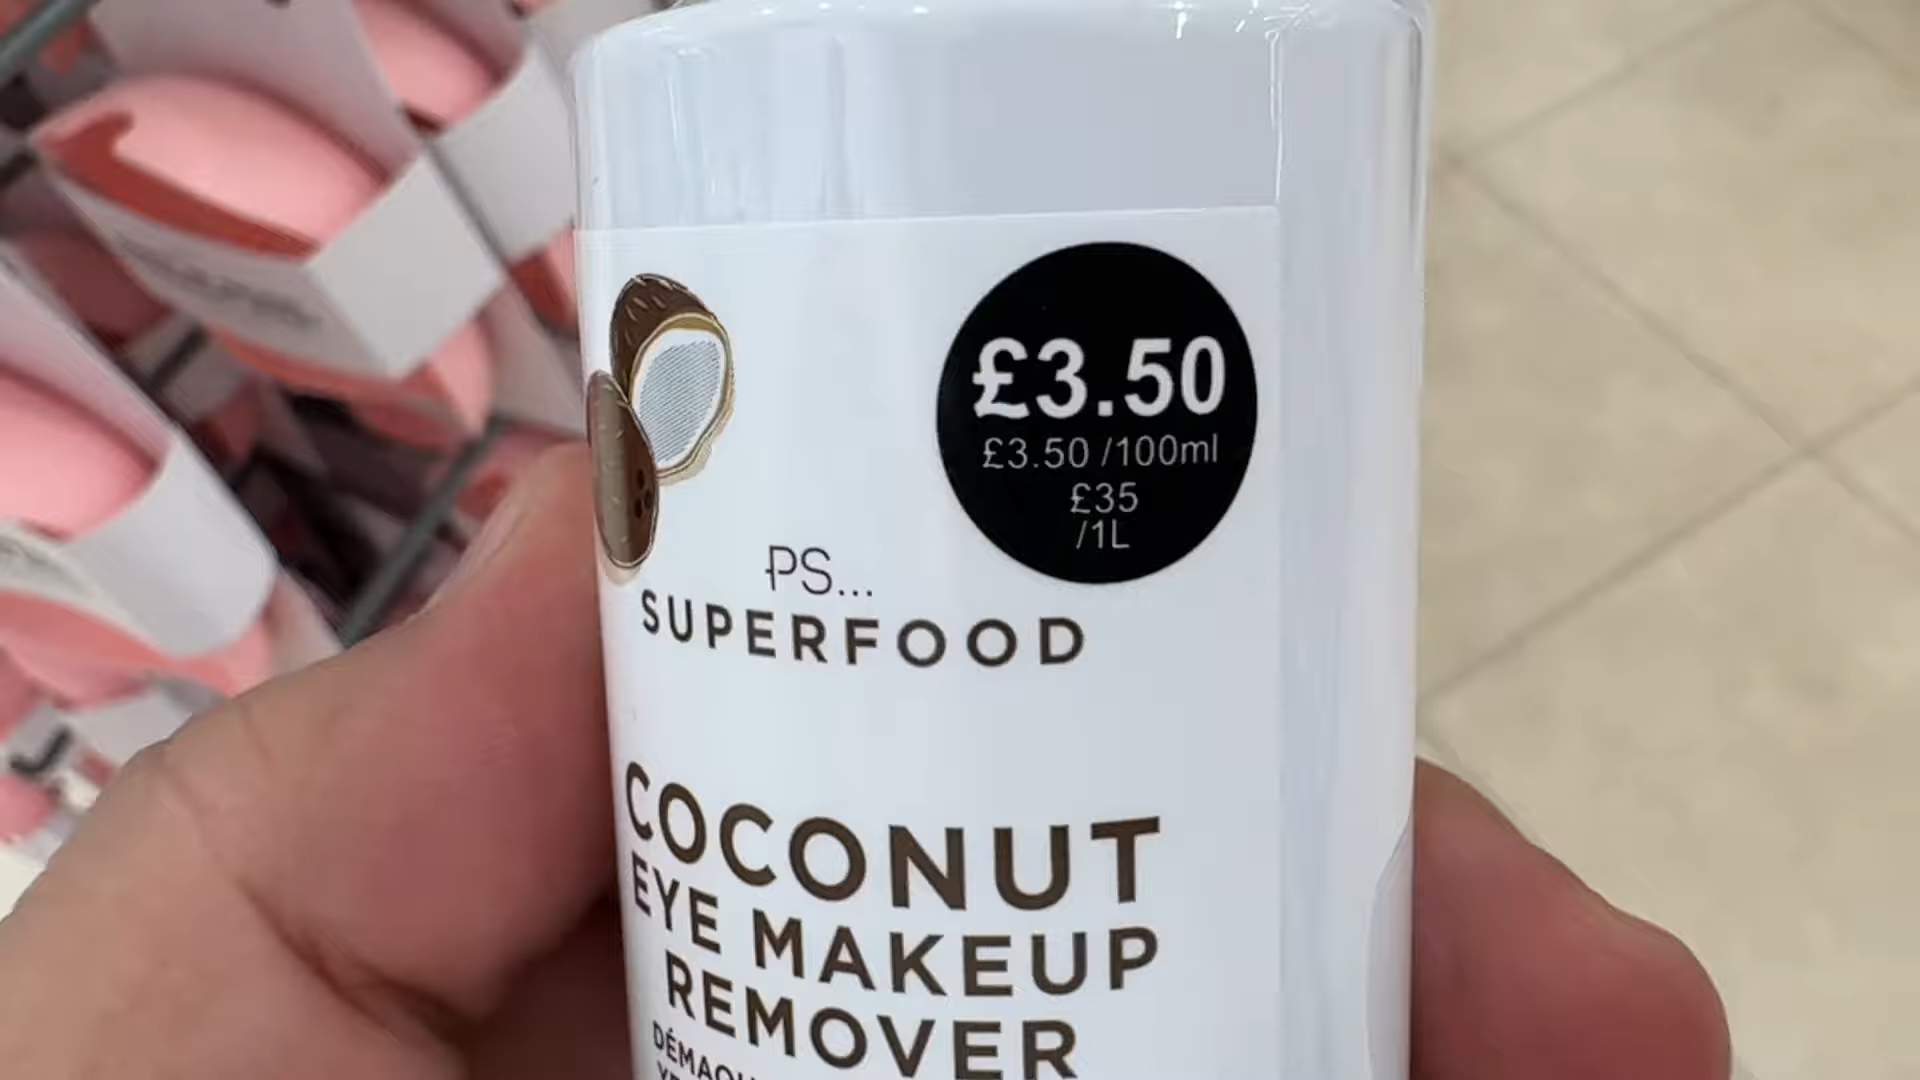 £3.50
£3.50 /100ml
£35
/1L
PS...
SUPERFOOD
COCONUT
EYE MAKEUP
REMOVER